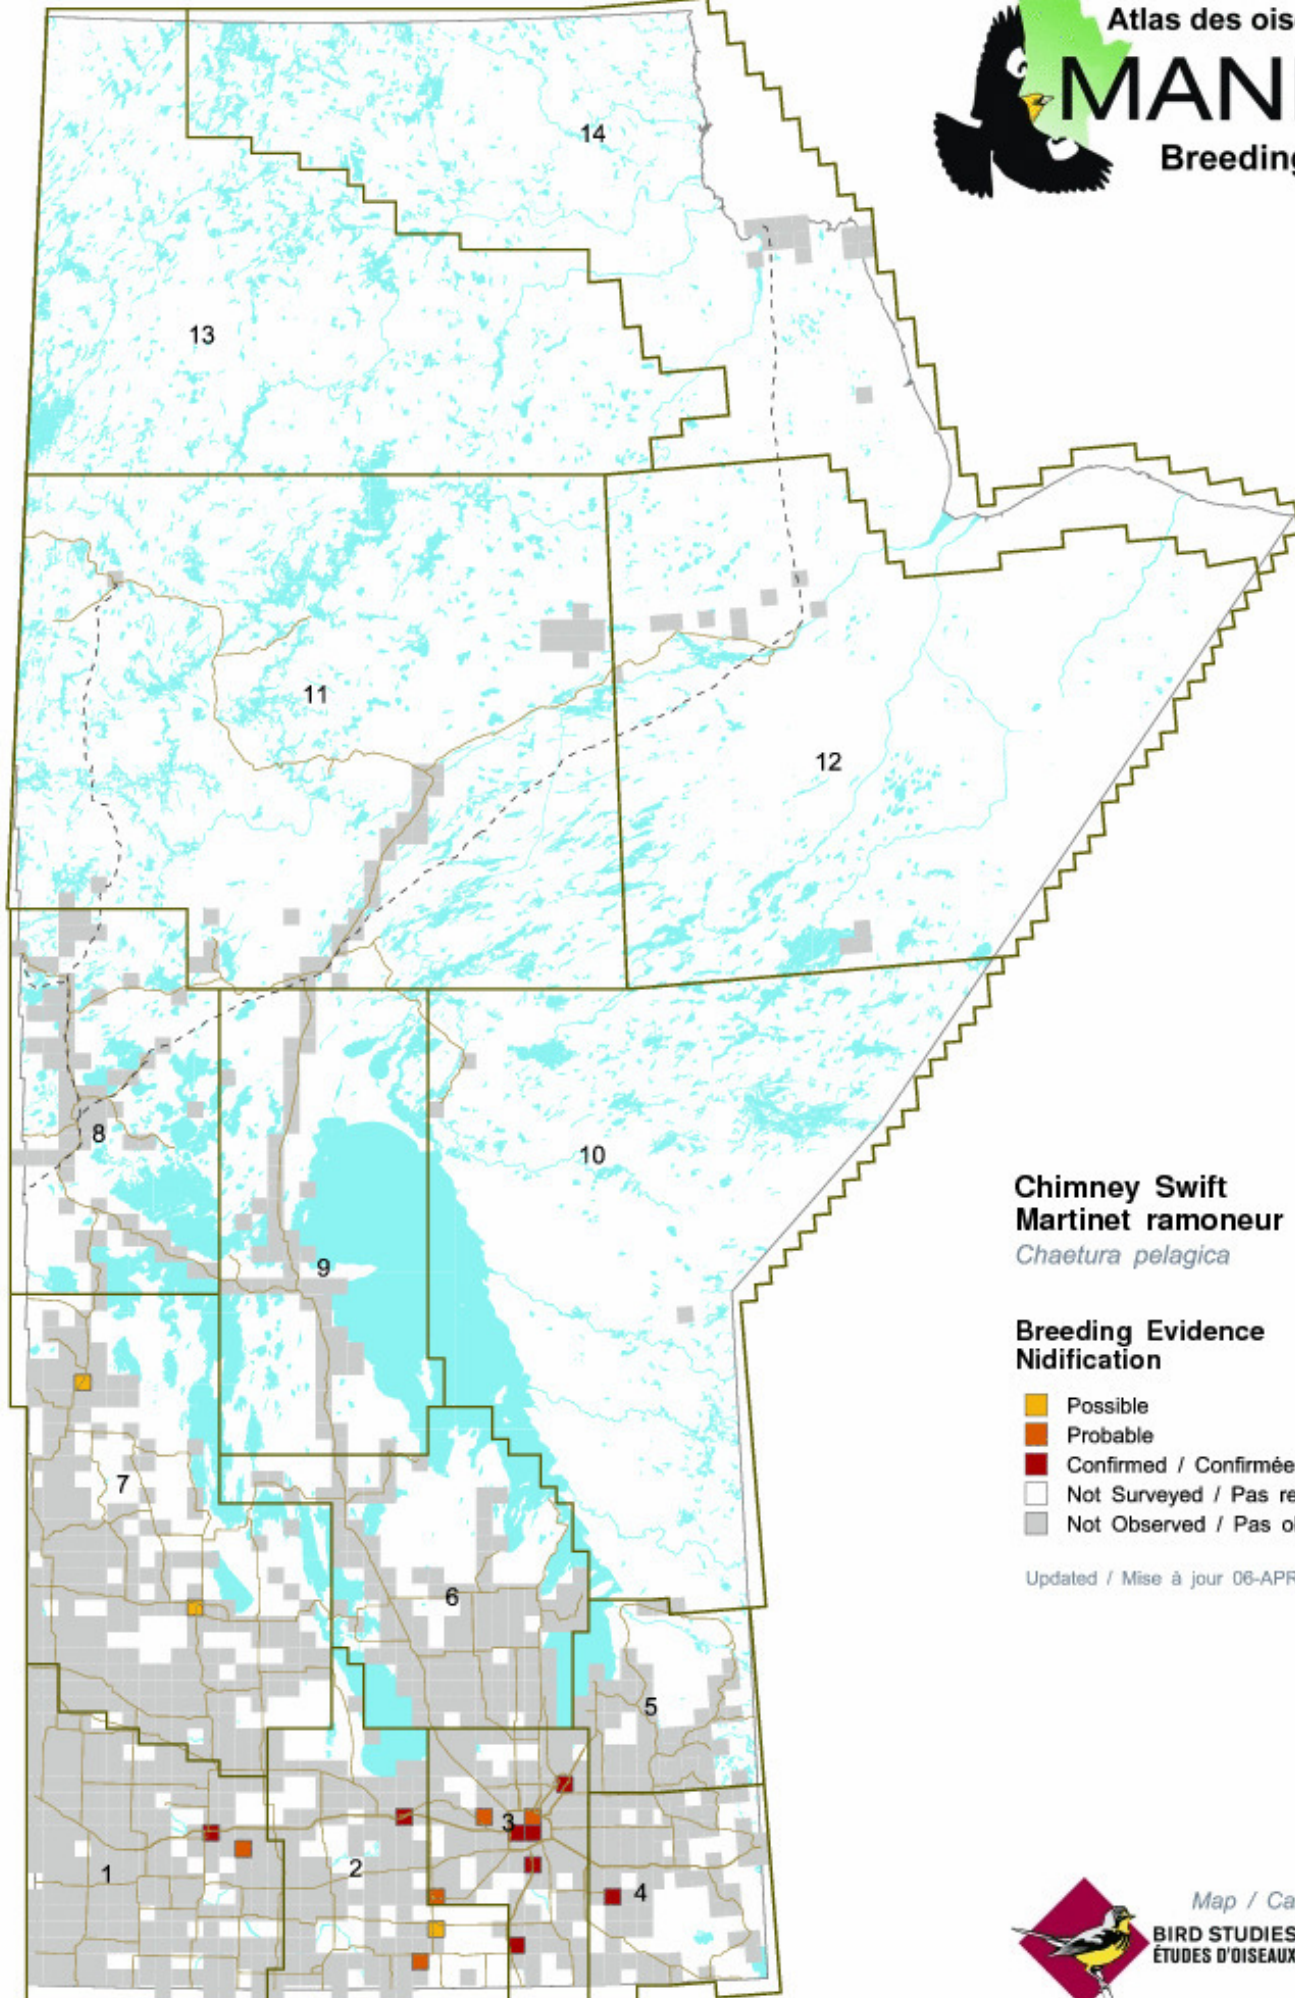 Atlas des ois
MANI
Breeding
14
13
11
12
8
10
9
7
6
5
3
1
2
4
Chimney Swift
Martinet ramoneur
Chaetura pelagica
Breeding Evidence
Nidification
Possible
Probable
Confirmed / Confirmée
Not Surveyed / Pas re
Not Observed / Pas o
Updated / Mise à jour 06-APR
Map / Ca
BIRD STUDIES
ÉTUDES D'OISEAUX